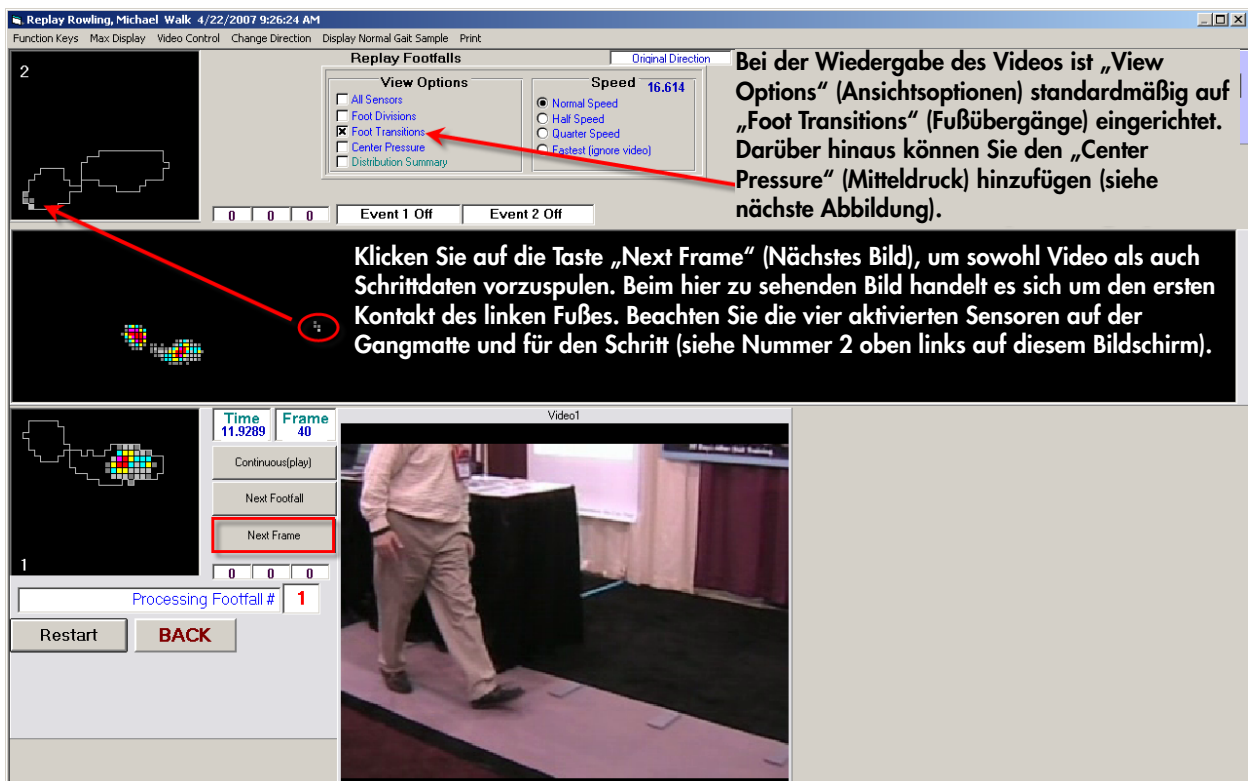 Replay Rowling, Michael Walk 4/22/2007 9:26:24 AM
Function Keys Max Display Video Control Change Direction Display Normal Gait Sample Print
2
Replay Footfalls
Original Direction
View Options
All Sensors
Foot Divisions
Foot Transitions
Center Pressure
Distribution Summary
Speed 16.614
Normal Speed
Half Speed
Quarter Speed
Fastest (ignore video)
0 0 0 Event 1 Off Event 2 Off
Bei der Wiedergabe des Videos ist „View
Options“ (Ansichtsoptionen) standardmäßig auf
„Foot Transitions“ (Fußübergänge) eingerichtet.
Darüber hinaus können Sie den „Center
Pressure“ (Mitteldruck) hinzufügen (siehe
nächste Abbildung).
Klicken Sie auf die Taste „Next Frame“ (Nächstes Bild), um sowohl Video als auch
Schrittdaten vorzuspulen. Beim hier zu sehenden Bild handelt es sich um den ersten
Kontakt des linken Fußes. Beachten Sie die vier aktivierten Sensoren auf der
Gangmatte und für den Schritt (siehe Nummer 2 oben links auf diesem Bildschirm).
1
Time Frame
11.9289 40
Continuous(play)
Next Footfall
Next Frame
0 0 0
Processing Footfall # 1
Restart BACK
Video1